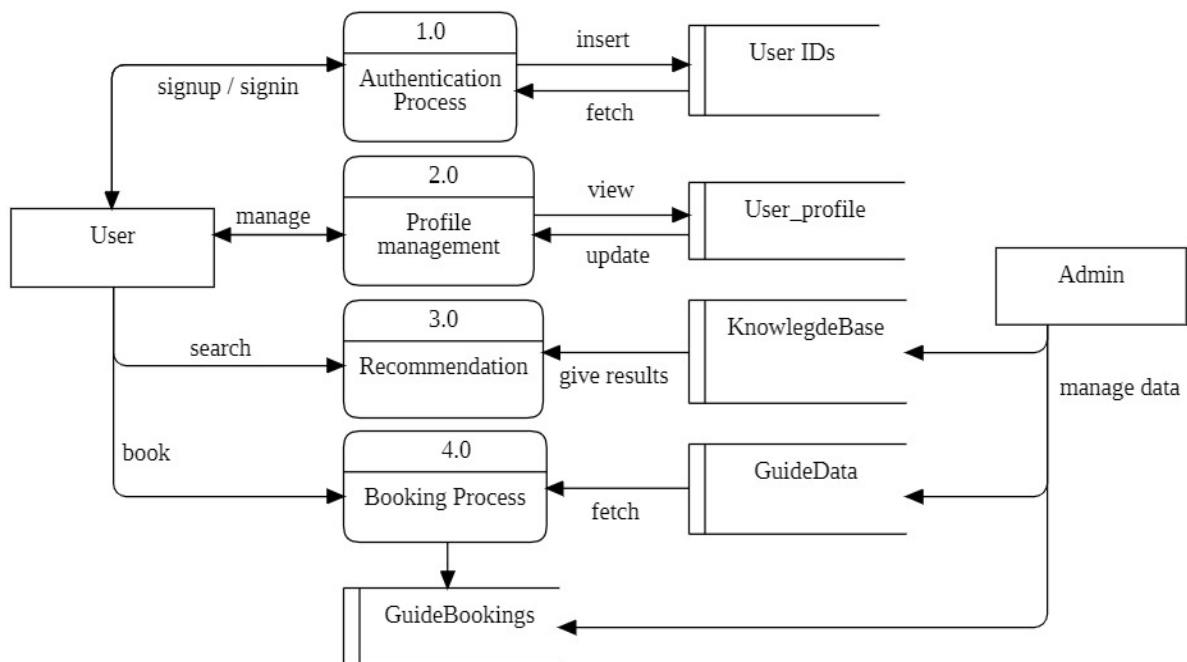 1.0
Authentication
Process
insert
User IDs
signup / signin
fetch
2.0
Profile
management
view
User_profile
manage
User
update
Admin
3.0
Recommendation
KnowlegdeBase
search
give results
manage data
4.0
Booking Process
GuideData
book
fetch
GuideBookings